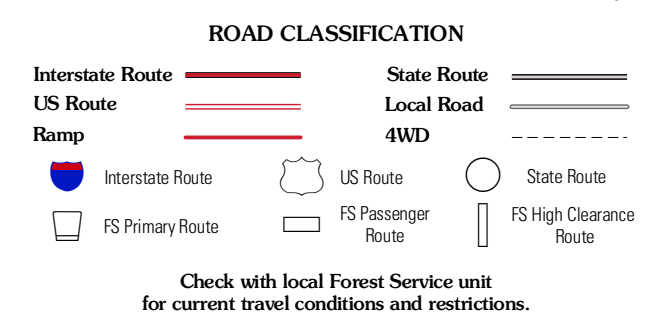 ROAD CLASSIFICATION
Interstate Route
State Route
US Route
Local Road
Ramp
4WD
Interstate Route
US Route
State Route
FS Primary Route
FS Passenger
Route
FS High Clearance
Route
Check with local Forest Service unit
for current travel conditions and restrictions.